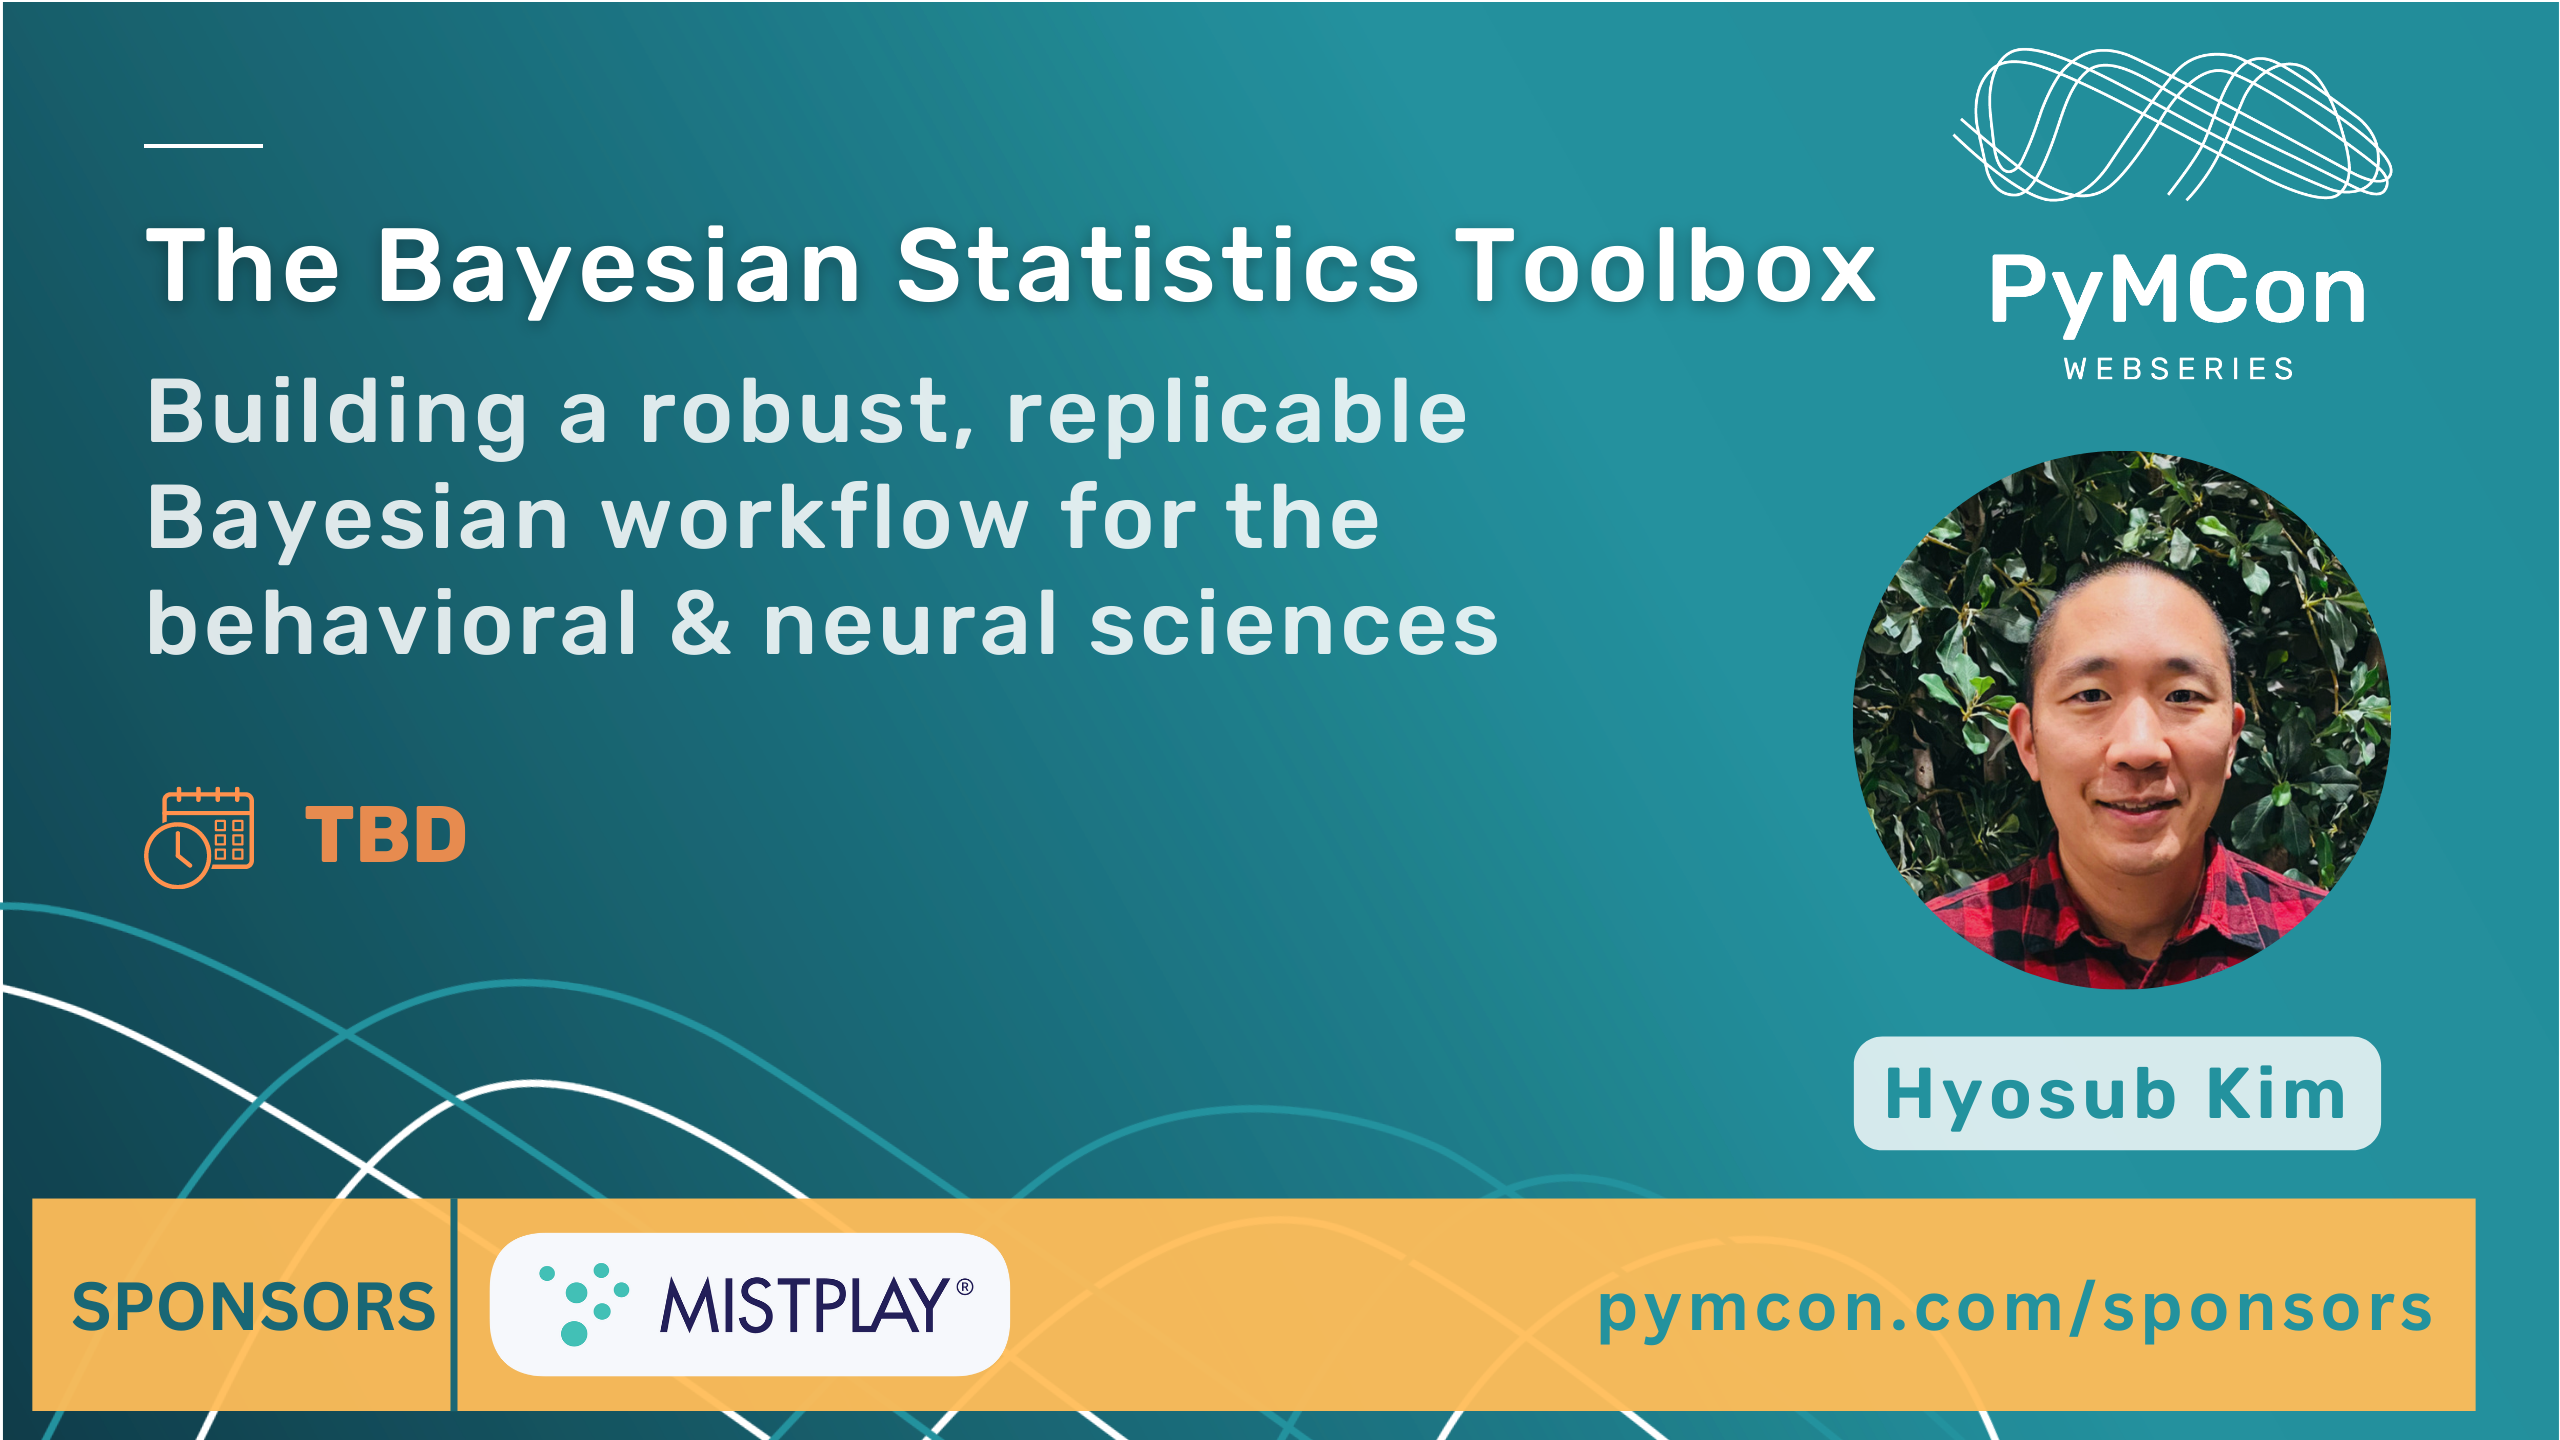 The Bayesian Statistics Toolbox
Building a robust, replicable
Bayesian workflow for the
behavioral & neural sciences
TBD
PyMCon
WEBSERIES
Hyosub Kim
SPONSORS
MISTPLAY®
pymcon.com/sponsors